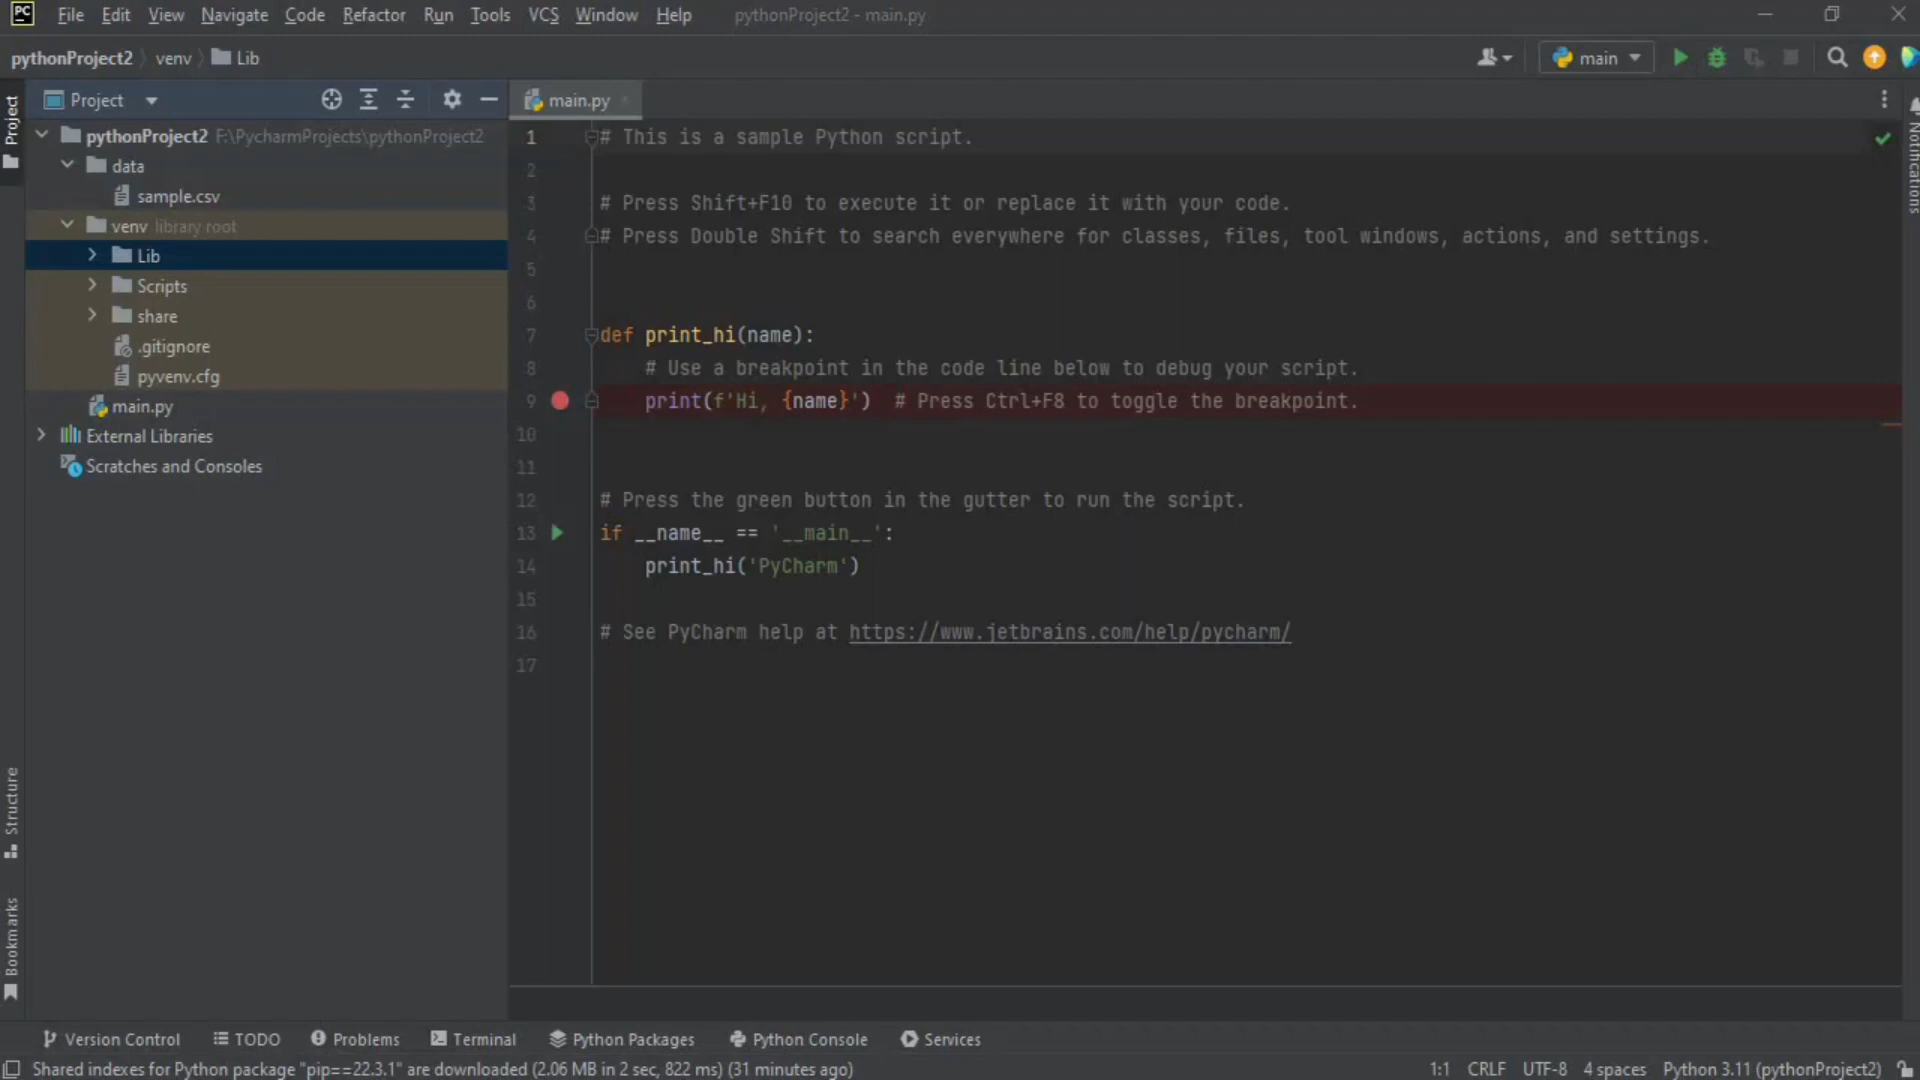 PC File Edit View Navigate Code Refactor Run Tools VCS Window Help pythonProject2 - main.py
pythonProject2 venv Lib
main
Project
main.py
Project
Notifications
Structure
Bookmarks
pythonProject2 F:\PycharmProjects\pythonProject2
data
sample.csv
venv library root
Lib
Scripts
share
.gitignore
pyvenv.cfg
main.py
External Libraries
Scratches and Consoles
1 # This is a sample Python script.
2
3 # Press Shift+F10 to execute it or replace it with your code.
4 # Press Double Shift to search everywhere for classes, files, tool windows, actions, and settings.
5
6
7 def print_hi(name):
8 # Use a breakpoint in the code line below to debug your script.
9 print(f'Hi, {name}') # Press Ctrl+F8 to toggle the breakpoint.
10
11
12 # Press the green button in the gutter to run the script.
13 if __name__ == '__main__':
14 print_hi('PyCharm')
15
16 # See PyCharm help at https://www.jetbrains.com/help/pycharm/
17
Version Control TODO Problems Terminal Python Packages Python Console Services
Shared indexes for Python package "pip==22.3.1" are downloaded (2.06 MB in 2 sec, 822 ms) (31 minutes ago) 1:1 CRLF UTF-8 4 spaces Python 3.11 (pythonProject2)